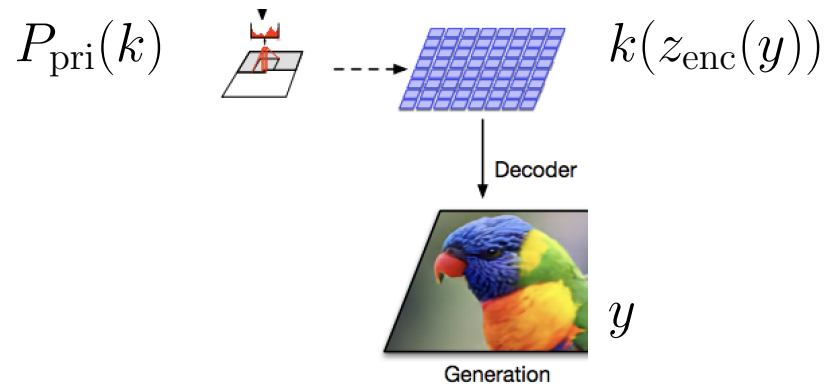 P_pri(k) k(z_enc(y))
Decoder
y
Generation